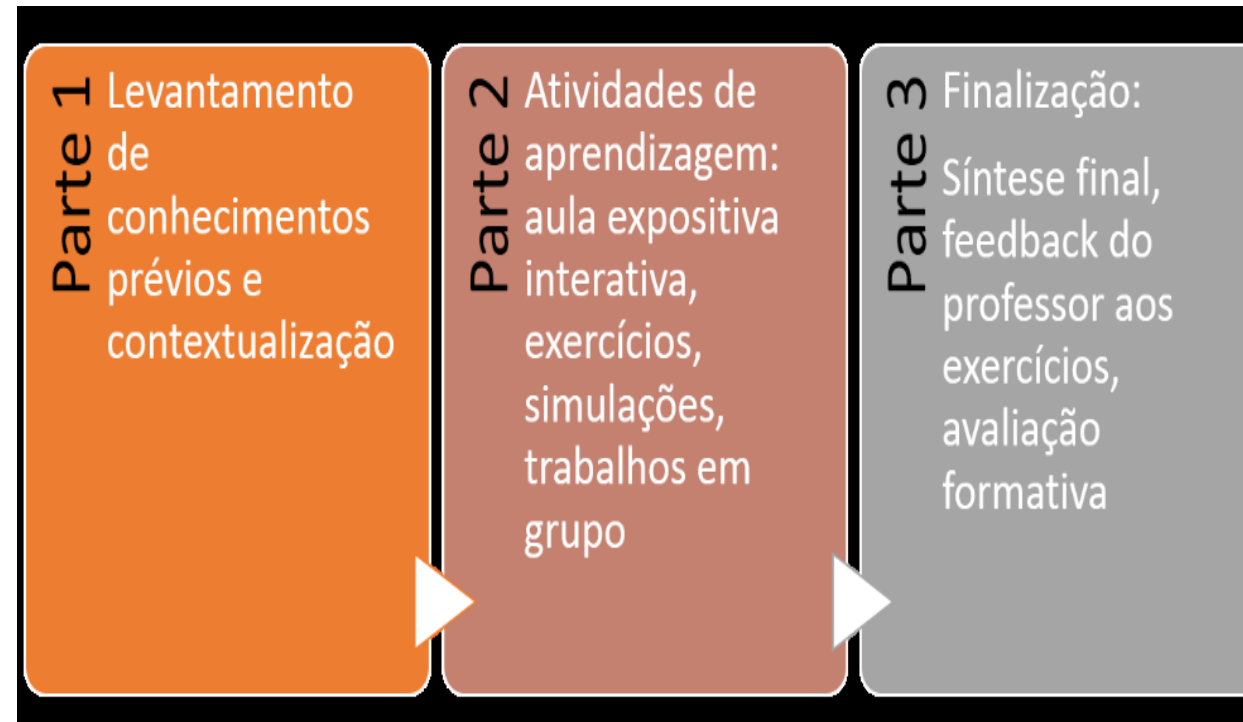 Parte 1
Levantamento
de
conhecimentos
prévios e
contextualização
Parte 2
Atividades de
aprendizagem:
aula expositiva
interativa,
exercícios,
simulações,
trabalhos em
grupo
Parte 3
Finalização:
Síntese final,
feedback do
professor aos
exercícios,
avaliação
formativa